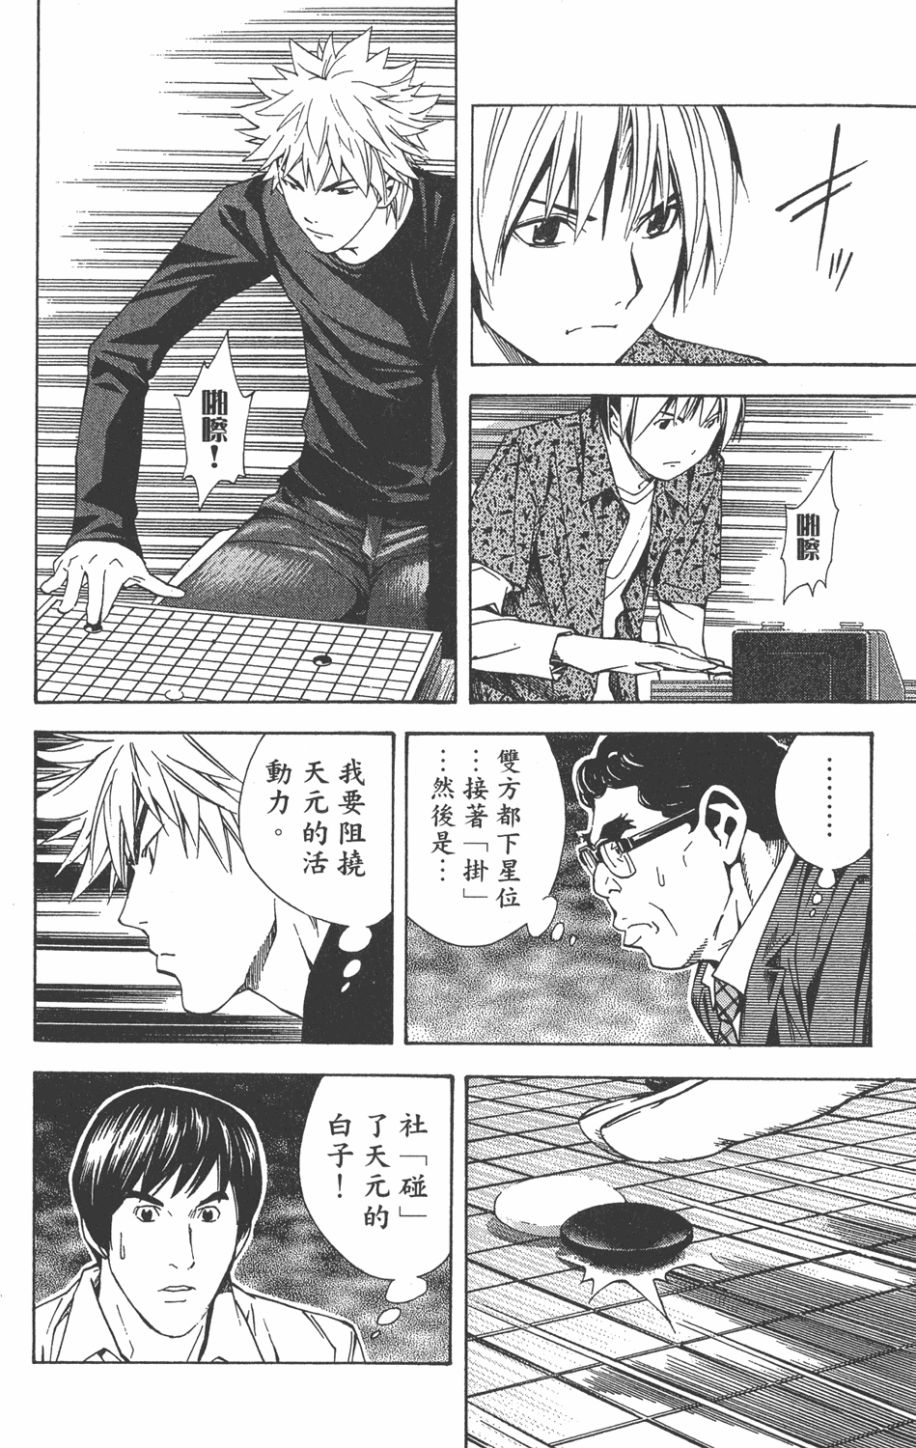 啪嚓
啪嚓！
…………
雙方都下星位
…接著「掛」
…然後是…
我要阻撓
天元的活
動力。
社「碰」
了天元的
白子！